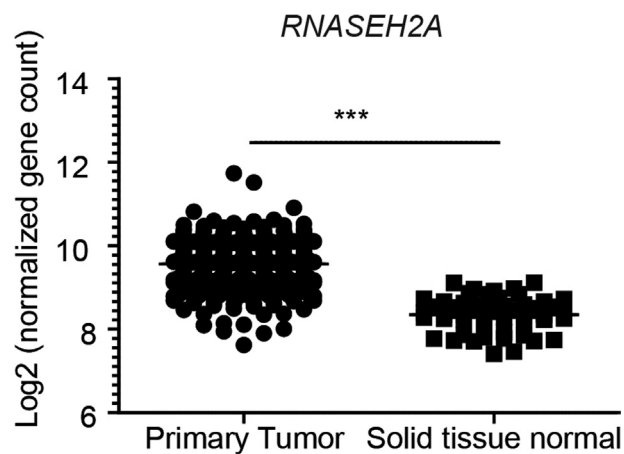 RNASEH2A
Log2 (normalized gene count)
14
12
10
8
6
***
Primary Tumor
Solid tissue normal